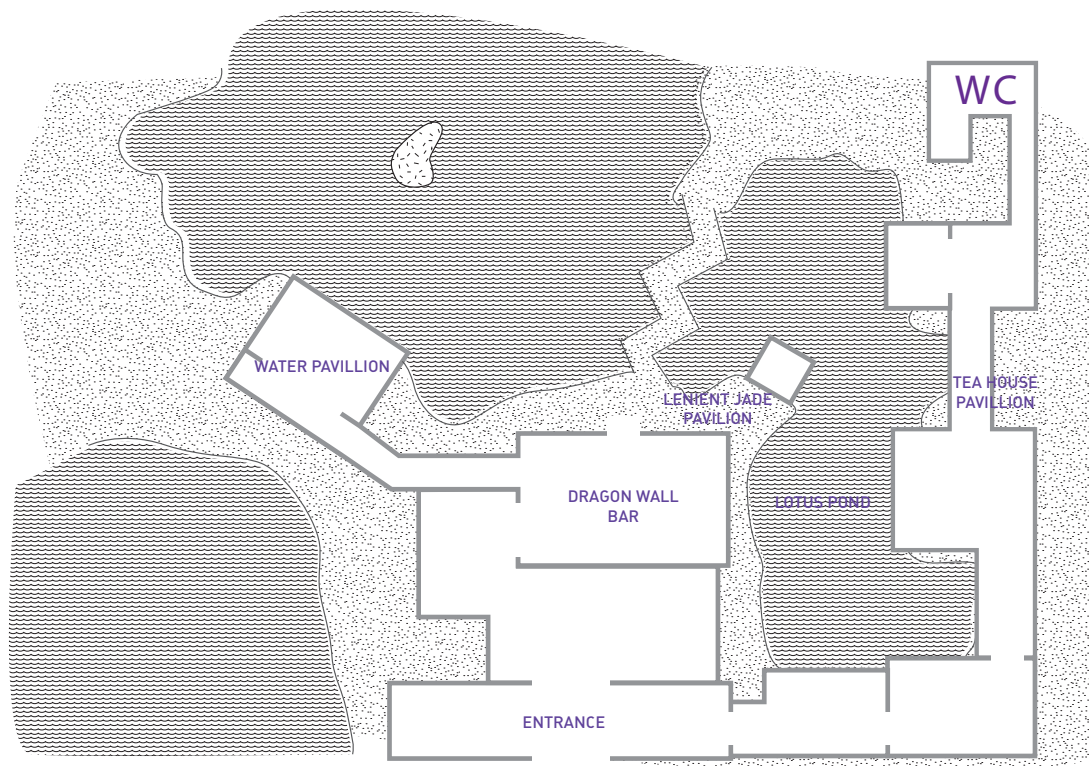 WC
WATER PAVILLION
TEA HOUSE
PAVILLION
LENIENT JADE
PAVILION
DRAGON WALL
BAR
LOTUS POND
ENTRANCE